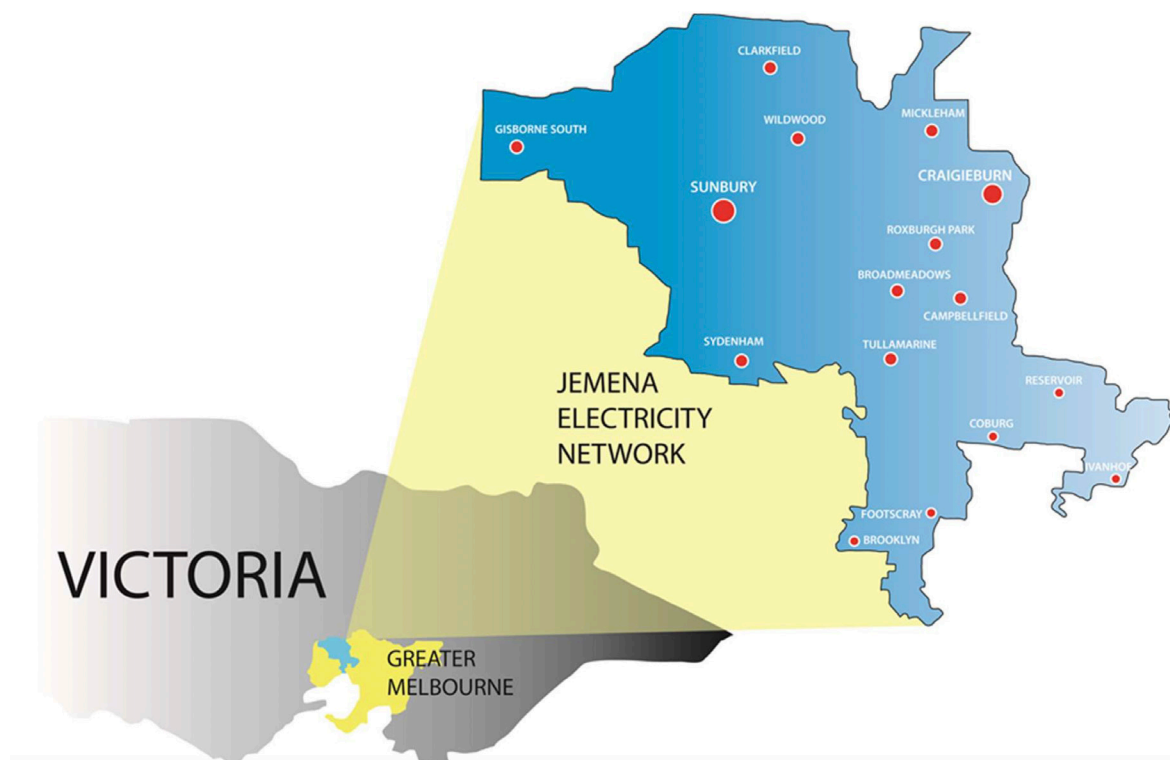 CLARKFIELD
MICKLEHAM
WILDWOOD
GISBORNE SOUTH
CRAIGIEBURN
SUNBURY
ROXBURGH PARK
BROADMEADOWS
CAMPBELLFIELD
SYDENHAM
TULLAMARINE
RESERVOIR
JEMENA
ELECTRICITY
NETWORK
COBURG
IVANHOE
FOOTSCRAY
BROOKLYN
VICTORIA
GREATER
MELBOURNE